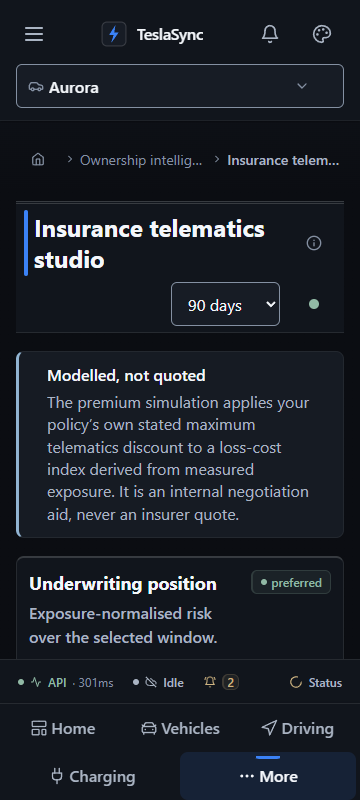 TeslaSync
Aurora
Ownership intellig... Insurance telem...
Insurance telematics
studio
90 days
Modelled, not quoted
The premium simulation applies your
policy's own stated maximum
telematics discount to a loss-cost
index derived from measured
exposure. It is an internal negotiation
aid, never an insurer quote.
Underwriting position
preferred
Exposure-normalised risk
over the selected window.
API · 301ms Idle 2 Status
Home Vehicles Driving
Charging More